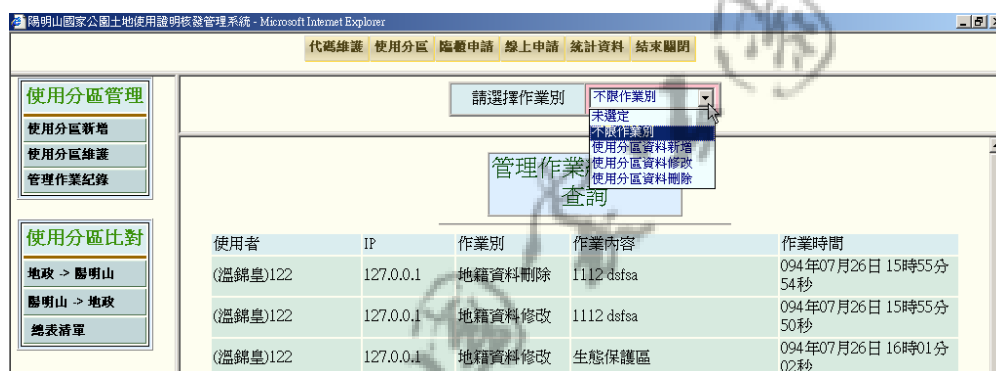 陽明山國家公園土地使用證明核發管理系統 - Microsoft Internet Explorer
代碼維護 使用分區 臨櫃申請 線上申請 統計資料 結束關閉
使用分區管理
使用分區新增
使用分區維護
管理作業紀錄
使用分區比對
地政 -> 陽明山
陽明山 -> 地政
總表清單
請選擇作業別 不限作業別
未選定
不限作業別
使用分區資料新增
使用分區資料修改
使用分區資料刪除
管理作業
查詢
使用者 IP 作業別 作業內容 作業時間
(溫錦皇)122 127.0.0.1 地籍資料刪除 1112 dsfsa 094年07月26日 15時55分
54秒
(溫錦皇)122 127.0.0.1 地籍資料修改 1112 dsfsa 094年07月26日 15時55分
50秒
(溫錦皇)122 127.0.0.1 地籍資料修改 生態保護區 094年07月26日 16時01分
02秒